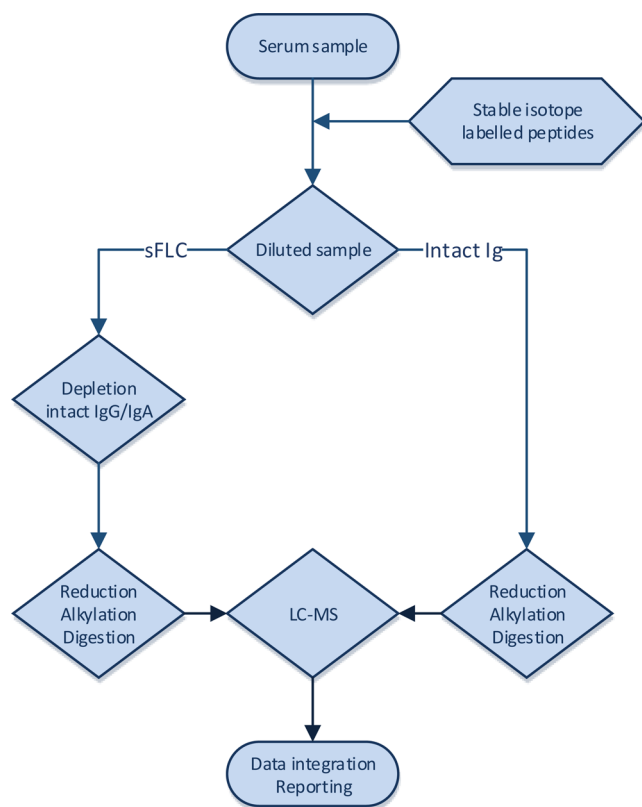 Serum sample
Stable isotope
labelled peptides
sFLC
Diluted sample
Intact Ig
Depletion
intact IgG/IgA
Reduction
Alkylation
Digestion
LC-MS
Reduction
Alkylation
Digestion
Data integration
Reporting